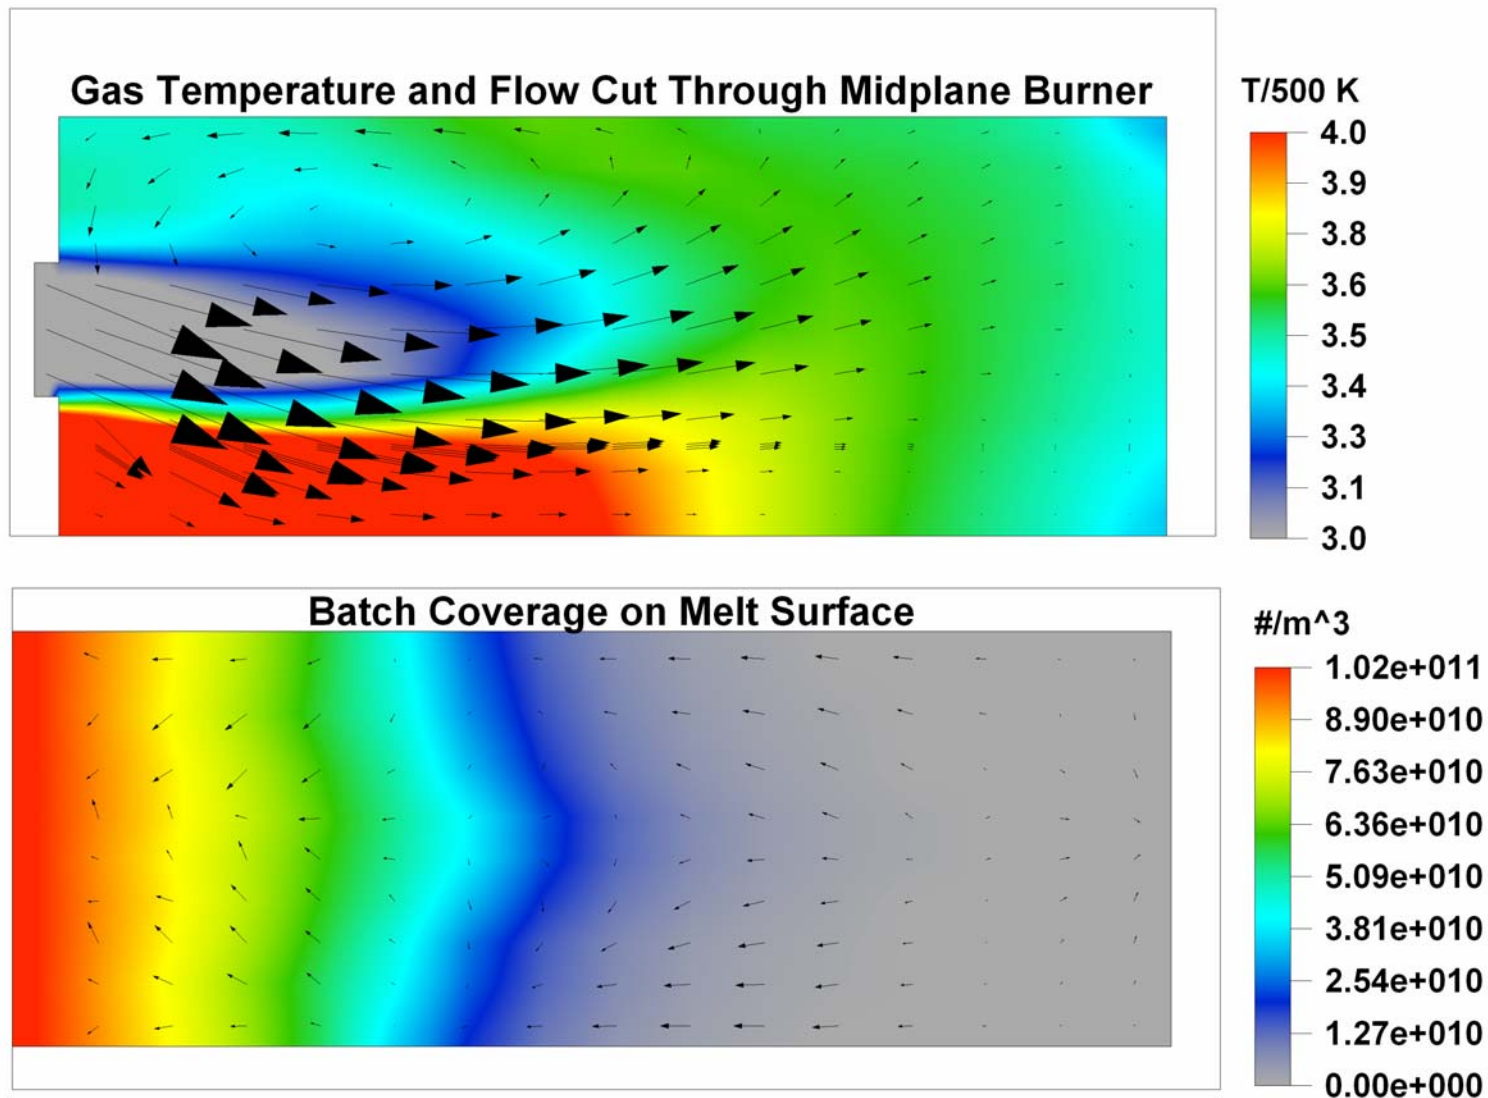 Gas Temperature and Flow Cut Through Midplane Burner
T/500 K
4.0
3.9
3.8
3.6
3.5
3.4
3.3
3.1
3.0
Batch Coverage on Melt Surface
#/m^3
1.02e+011
8.90e+010
7.63e+010
6.36e+010
5.09e+010
3.81e+010
2.54e+010
1.27e+010
0.00e+000